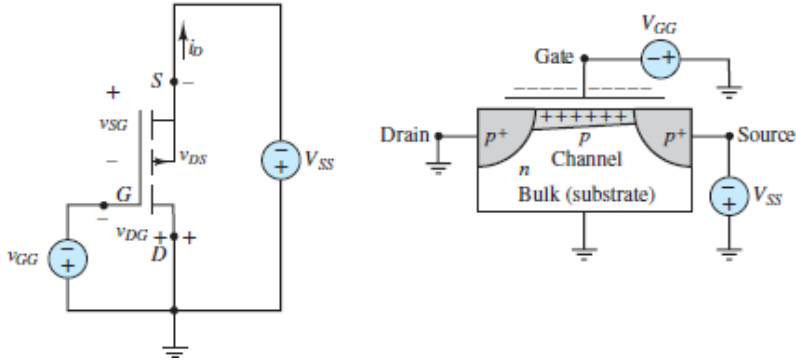 i_D
S –
+
v_SG
–
v_DS
G
–
v_DG + +
D
v_GG
– +
– +
V_SS
V_GG
Gate
– +
– – – – – – – – – –
+ + + + + +
Drain
p⁺
p
p⁺
Source
Channel
n
Bulk (substrate)
– +
V_SS